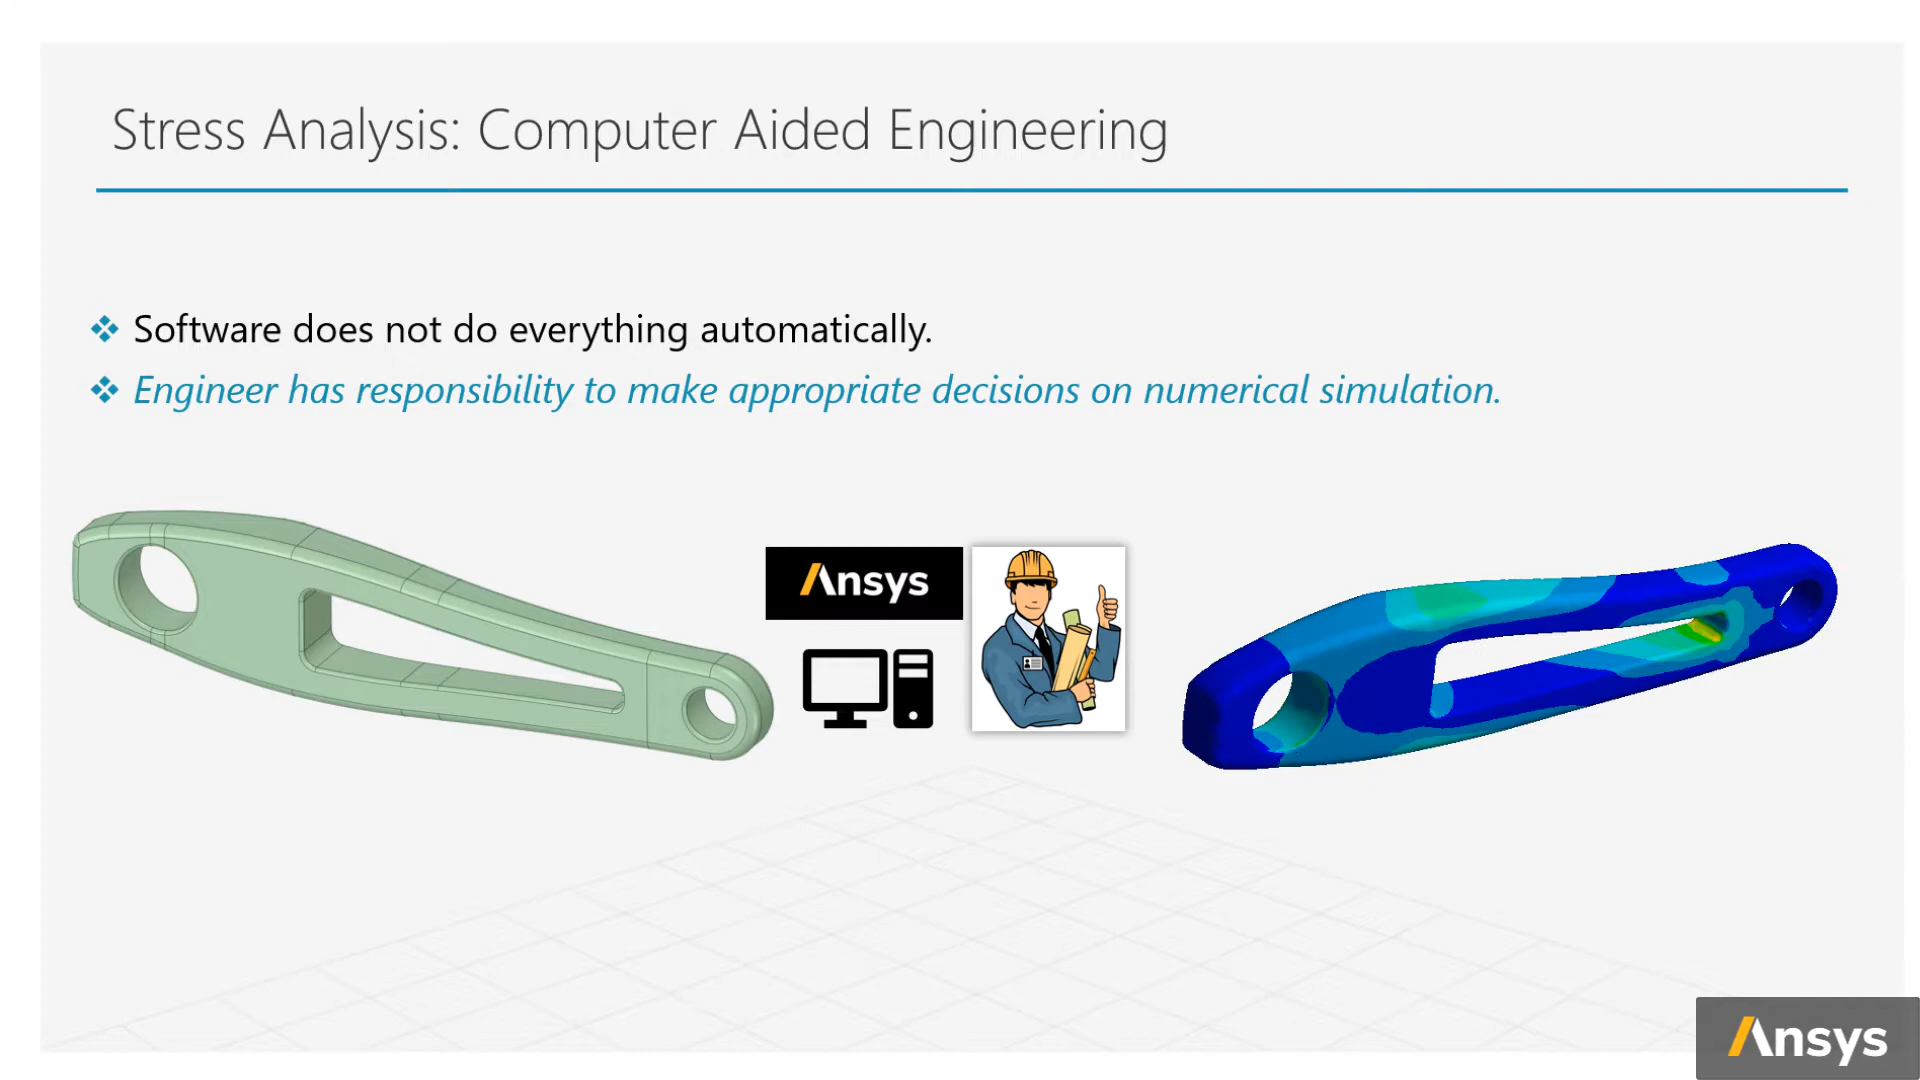 Stress Analysis: Computer Aided Engineering
Software does not do everything automatically.
Engineer has responsibility to make appropriate decisions on numerical simulation.
Ansys
Ansys